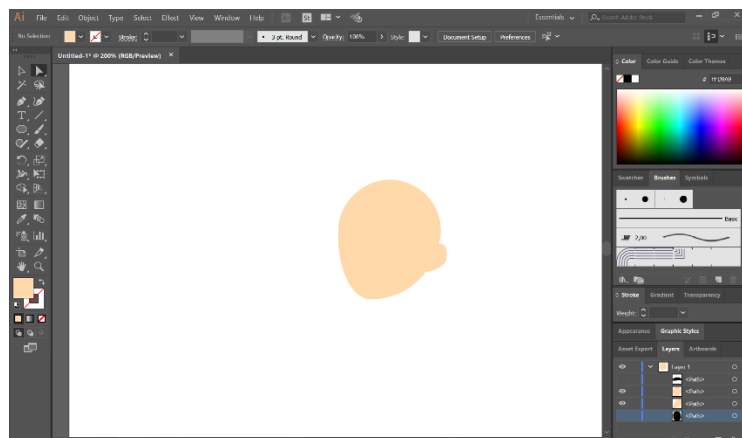 Ai File Edit Object Type Select Effect View Window Help Br St Essentials Search Adobe Stock
No Selection Stroke: 3 pt. Round Opacity: 100% Style: Document Setup Preferences
Untitled-1* @ 200% (RGB/Preview) ×
Color Color Guide Color Themes
# FFD9A9
Swatches Brushes Symbols
Basic
2,00
Stroke Gradient Transparency
Weight:
Appearance Graphic Styles
Asset Export Layers Artboards
Layer 1
<Path>
<Path>
<Path>
<Path>